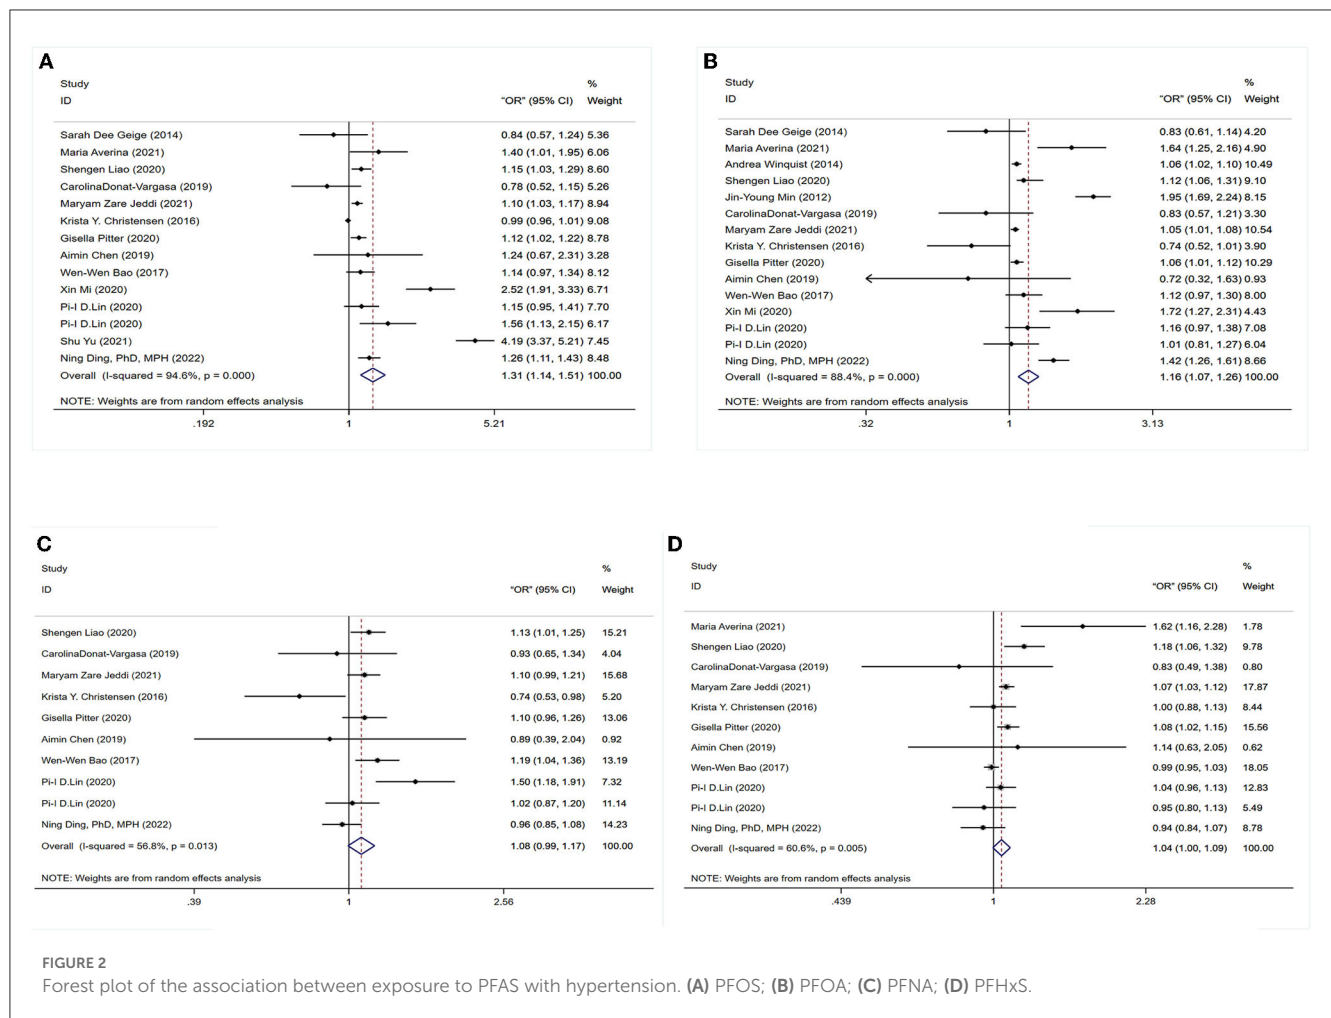 A
Study %
ID "OR" (95% CI) Weight
Sarah Dee Geige (2014) 0.84 (0.57, 1.24) 5.36
Maria Averina (2021) 1.40 (1.01, 1.95) 6.06
Shengen Liao (2020) 1.15 (1.03, 1.29) 8.60
CarolinaDonat-Vargasa (2019) 0.78 (0.52, 1.15) 5.26
Maryam Zare Jeddi (2021) 1.10 (1.03, 1.17) 8.94
Krista Y. Christensen (2016) 0.99 (0.96, 1.01) 9.08
Gisella Pitter (2020) 1.12 (1.02, 1.22) 8.78
Aimin Chen (2019) 1.24 (0.67, 2.31) 3.28
Wen-Wen Bao (2017) 1.14 (0.97, 1.34) 8.12
Xin Mi (2020) 2.52 (1.91, 3.33) 6.71
Pi-I D.Lin (2020) 1.15 (0.95, 1.41) 7.70
Pi-I D.Lin (2020) 1.56 (1.13, 2.15) 6.17
Shu Yu (2021) 4.19 (3.37, 5.21) 7.45
Ning Ding, PhD, MPH (2022) 1.26 (1.11, 1.43) 8.48
Overall (I-squared = 94.6%, p = 0.000) 1.31 (1.14, 1.51) 100.00
NOTE: Weights are from random effects analysis
.192 1 5.21
B
Study %
ID "OR" (95% CI) Weight
Sarah Dee Geige (2014) 0.83 (0.61, 1.14) 4.20
Maria Averina (2021) 1.64 (1.25, 2.16) 4.90
Andrea Winquist (2014) 1.06 (1.02, 1.10) 10.49
Shengen Liao (2020) 1.12 (1.06, 1.31) 9.10
Jin-Young Min (2012) 1.95 (1.69, 2.24) 8.15
CarolinaDonat-Vargasa (2019) 0.83 (0.57, 1.21) 3.30
Maryam Zare Jeddi (2021) 1.05 (1.01, 1.08) 10.54
Krista Y. Christensen (2016) 0.74 (0.52, 1.01) 3.90
Gisella Pitter (2020) 1.06 (1.01, 1.12) 10.29
Aimin Chen (2019) 0.72 (0.32, 1.63) 0.93
Wen-Wen Bao (2017) 1.12 (0.97, 1.30) 8.00
Xin Mi (2020) 1.72 (1.27, 2.31) 4.43
Pi-I D.Lin (2020) 1.16 (0.97, 1.38) 7.08
Pi-I D.Lin (2020) 1.01 (0.81, 1.27) 6.04
Ning Ding, PhD, MPH (2022) 1.42 (1.26, 1.61) 8.66
Overall (I-squared = 88.4%, p = 0.000) 1.16 (1.07, 1.26) 100.00
NOTE: Weights are from random effects analysis
.32 1 3.13
C
Study %
ID "OR" (95% CI) Weight
Shengen Liao (2020) 1.13 (1.01, 1.25) 15.21
CarolinaDonat-Vargasa (2019) 0.93 (0.65, 1.34) 4.04
Maryam Zare Jeddi (2021) 1.10 (0.99, 1.21) 15.68
Krista Y. Christensen (2016) 0.74 (0.53, 0.98) 5.20
Gisella Pitter (2020) 1.10 (0.96, 1.26) 13.06
Aimin Chen (2019) 0.89 (0.39, 2.04) 0.92
Wen-Wen Bao (2017) 1.19 (1.04, 1.36) 13.19
Pi-I D.Lin (2020) 1.50 (1.18, 1.91) 7.32
Pi-I D.Lin (2020) 1.02 (0.87, 1.20) 11.14
Ning Ding, PhD, MPH (2022) 0.96 (0.85, 1.08) 14.23
Overall (I-squared = 56.8%, p = 0.013) 1.08 (0.99, 1.17) 100.00
NOTE: Weights are from random effects analysis
.39 1 2.56
D
Study %
ID "OR" (95% CI) Weight
Maria Averina (2021) 1.62 (1.16, 2.28) 1.78
Shengen Liao (2020) 1.18 (1.06, 1.32) 9.78
CarolinaDonat-Vargasa (2019) 0.83 (0.49, 1.38) 0.80
Maryam Zare Jeddi (2021) 1.07 (1.03, 1.12) 17.87
Krista Y. Christensen (2016) 1.00 (0.88, 1.13) 8.44
Gisella Pitter (2020) 1.08 (1.02, 1.15) 15.56
Aimin Chen (2019) 1.14 (0.63, 2.05) 0.62
Wen-Wen Bao (2017) 0.99 (0.95, 1.03) 18.05
Pi-I D.Lin (2020) 1.04 (0.96, 1.13) 12.83
Pi-I D.Lin (2020) 0.95 (0.80, 1.13) 5.49
Ning Ding, PhD, MPH (2022) 0.94 (0.84, 1.07) 8.78
Overall (I-squared = 60.6%, p = 0.005) 1.04 (1.00, 1.09) 100.00
NOTE: Weights are from random effects analysis
.439 1 2.28
FIGURE 2
Forest plot of the association between exposure to PFAS with hypertension. (A) PFOS; (B) PFOA; (C) PFNA; (D) PFHxS.